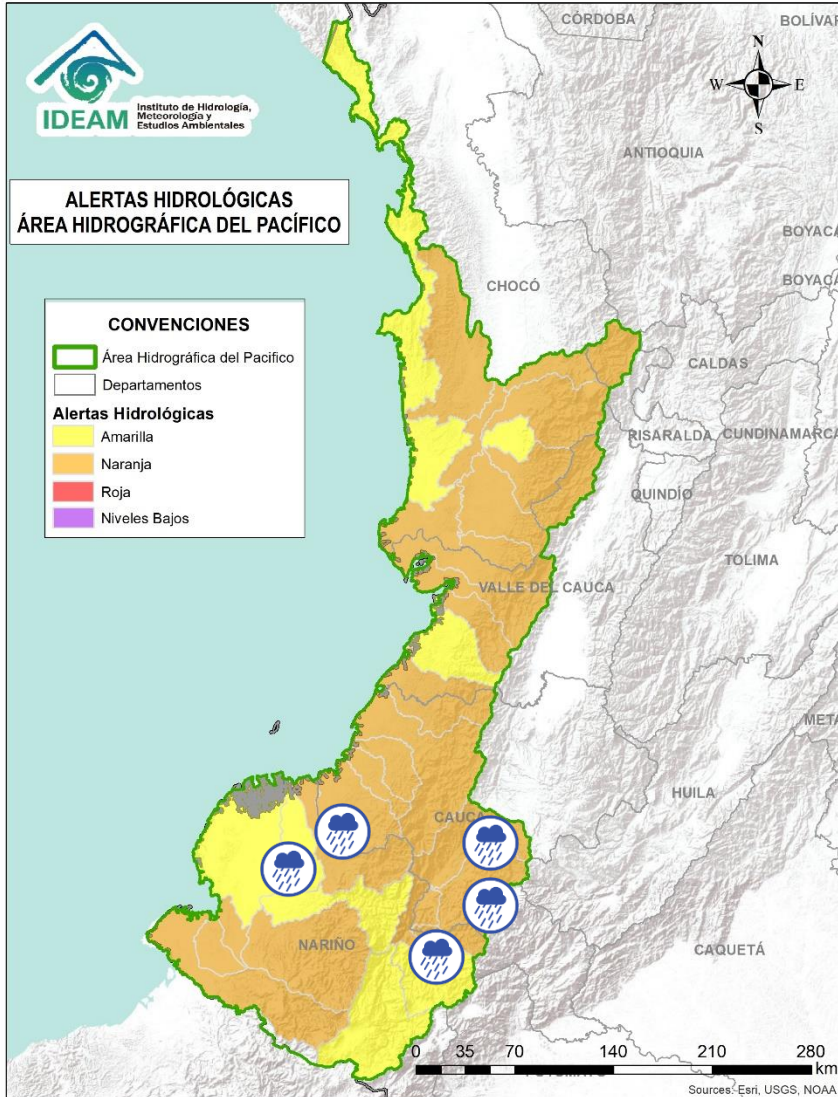 CÓRDOBA
BOLÍVAR
N
W
E
S
IDEAM
Instituto de Hidrología,
Meteorología y
Estudios Ambientales
ANTIOQUIA
ALERTAS HIDROLÓGICAS
ÁREA HIDROGRÁFICA DEL PACÍFICO
BOYACÁ
BOYACÁ
CHOCÓ
CONVENCIONES
Área Hidrográfica del Pacifico
Departamentos
Alertas Hidrológicas
Amarilla
Naranja
Roja
Niveles Bajos
CALDAS
RISARALDA
CUNDINAMARCA
QUINDÍO
TOLIMA
VALLE DEL CAUCA
META
HUILA
CAUCA
NARIÑO
CAQUETÁ
0 35 70 140 210 280
km
Sources: Esri, USGS, NOAA